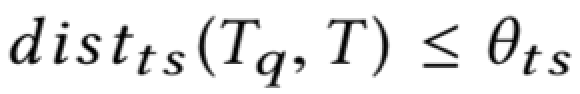 dist_{ts}(T_q, T) ≤ θ_{ts}